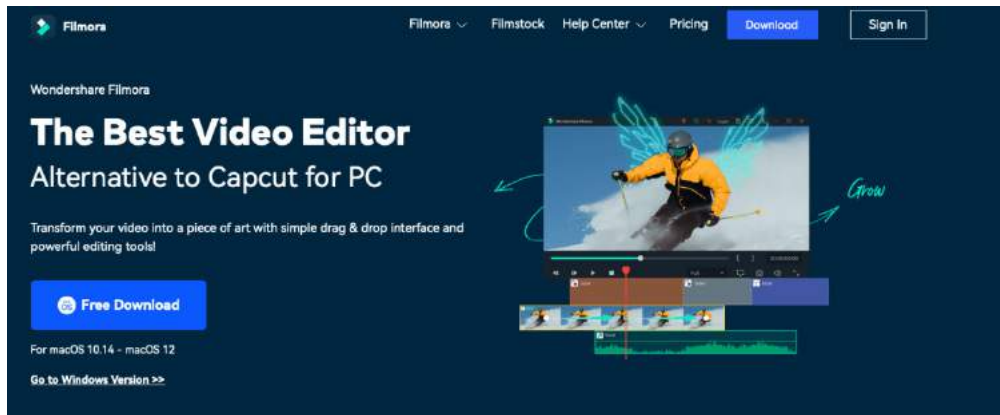 Filmora
Filmora
Filmstock
Help Center
Pricing
Download
Sign In
Wondershare Filmora
The Best Video Editor
Alternative to Capcut for PC
Transform your video into a piece of art with simple drag & drop interface and
powerful editing tools!
Grow
Free Download
For macOS 10.14 - macOS 12
Go to Windows Version >>